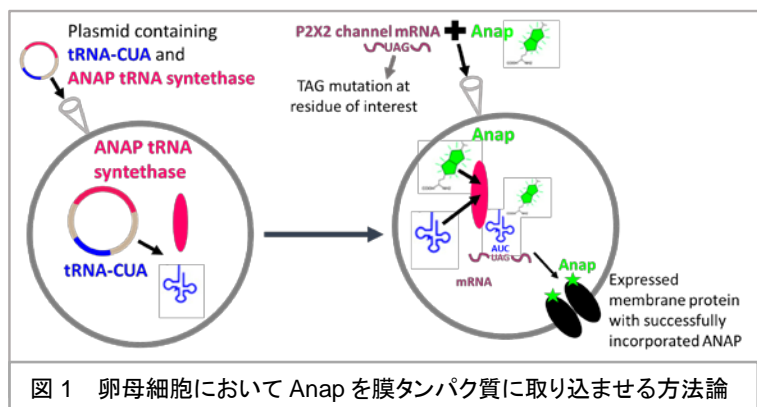 Plasmid containing
tRNA-CUA and
ANAP tRNA syntethase
P2X2 channel mRNA
UAG
Anap
TAG mutation at
residue of interest
ANAP tRNA
syntethase
tRNA-CUA
Anap
AUC
UAG
mRNA
Anap
Expressed
membrane protein
with successfully
incorporated ANAP
図 1 卵母細胞において Anap を膜タンパク質に取り込ませる方法論